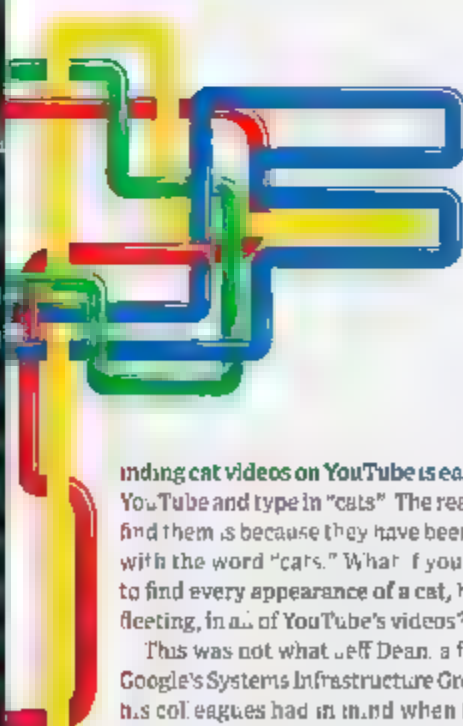 inding cat videos on YouTube is ea
YouTube and type in "cats" The rea
find them is because they have been
with the word "cats." What if you
to find every appearance of a cat, h
fleeting, in all of YouTube's videos?
This was not what Jeff Dean, a f
Google's Systems Infrastructure Gr
his colleagues had in mind when